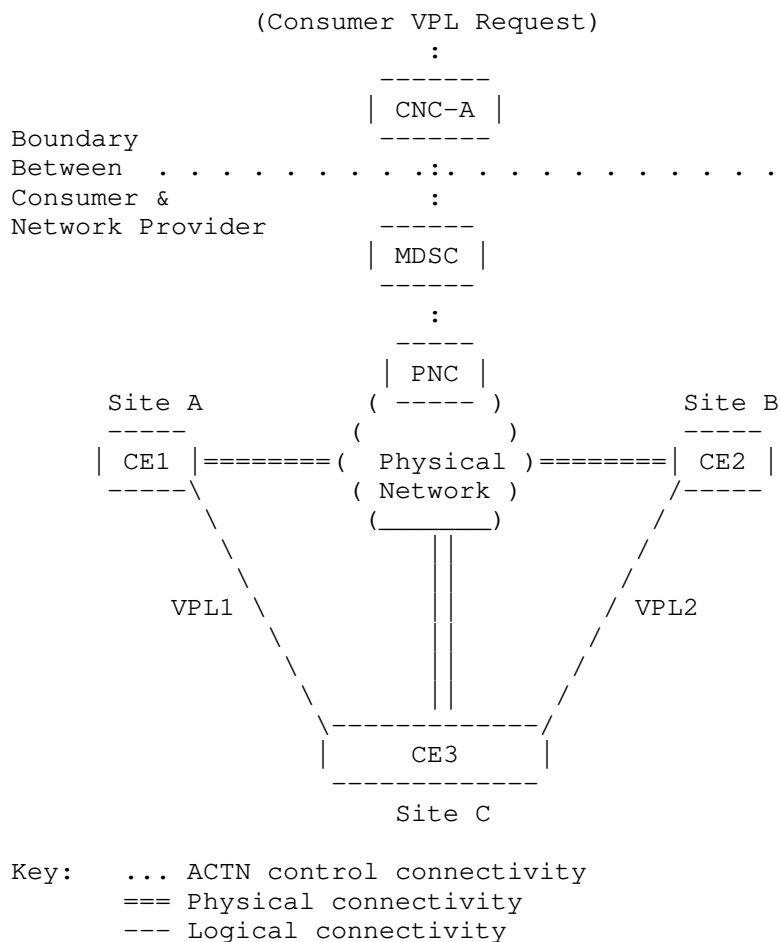 (Consumer VPL Request)
:
-------
| CNC-A |
Boundary -------
Between . . . . . . . . .:. . . . . . . . . . .
Consumer & :
Network Provider ------
| MDSC |
------
:
-----
| PNC |
Site A ( ----- ) Site B
----- ( ) -----
| CE1 |========( Physical )========| CE2 |
-----\ ( Network ) /-----
\ (_______) /
\ || /
\ || /
VPL1 \ || / VPL2
\ || /
\ || /
\ || /
\-------------/
| CE3 |
-------------
Site C
Key: ... ACTN control connectivity
=== Physical connectivity
--- Logical connectivity